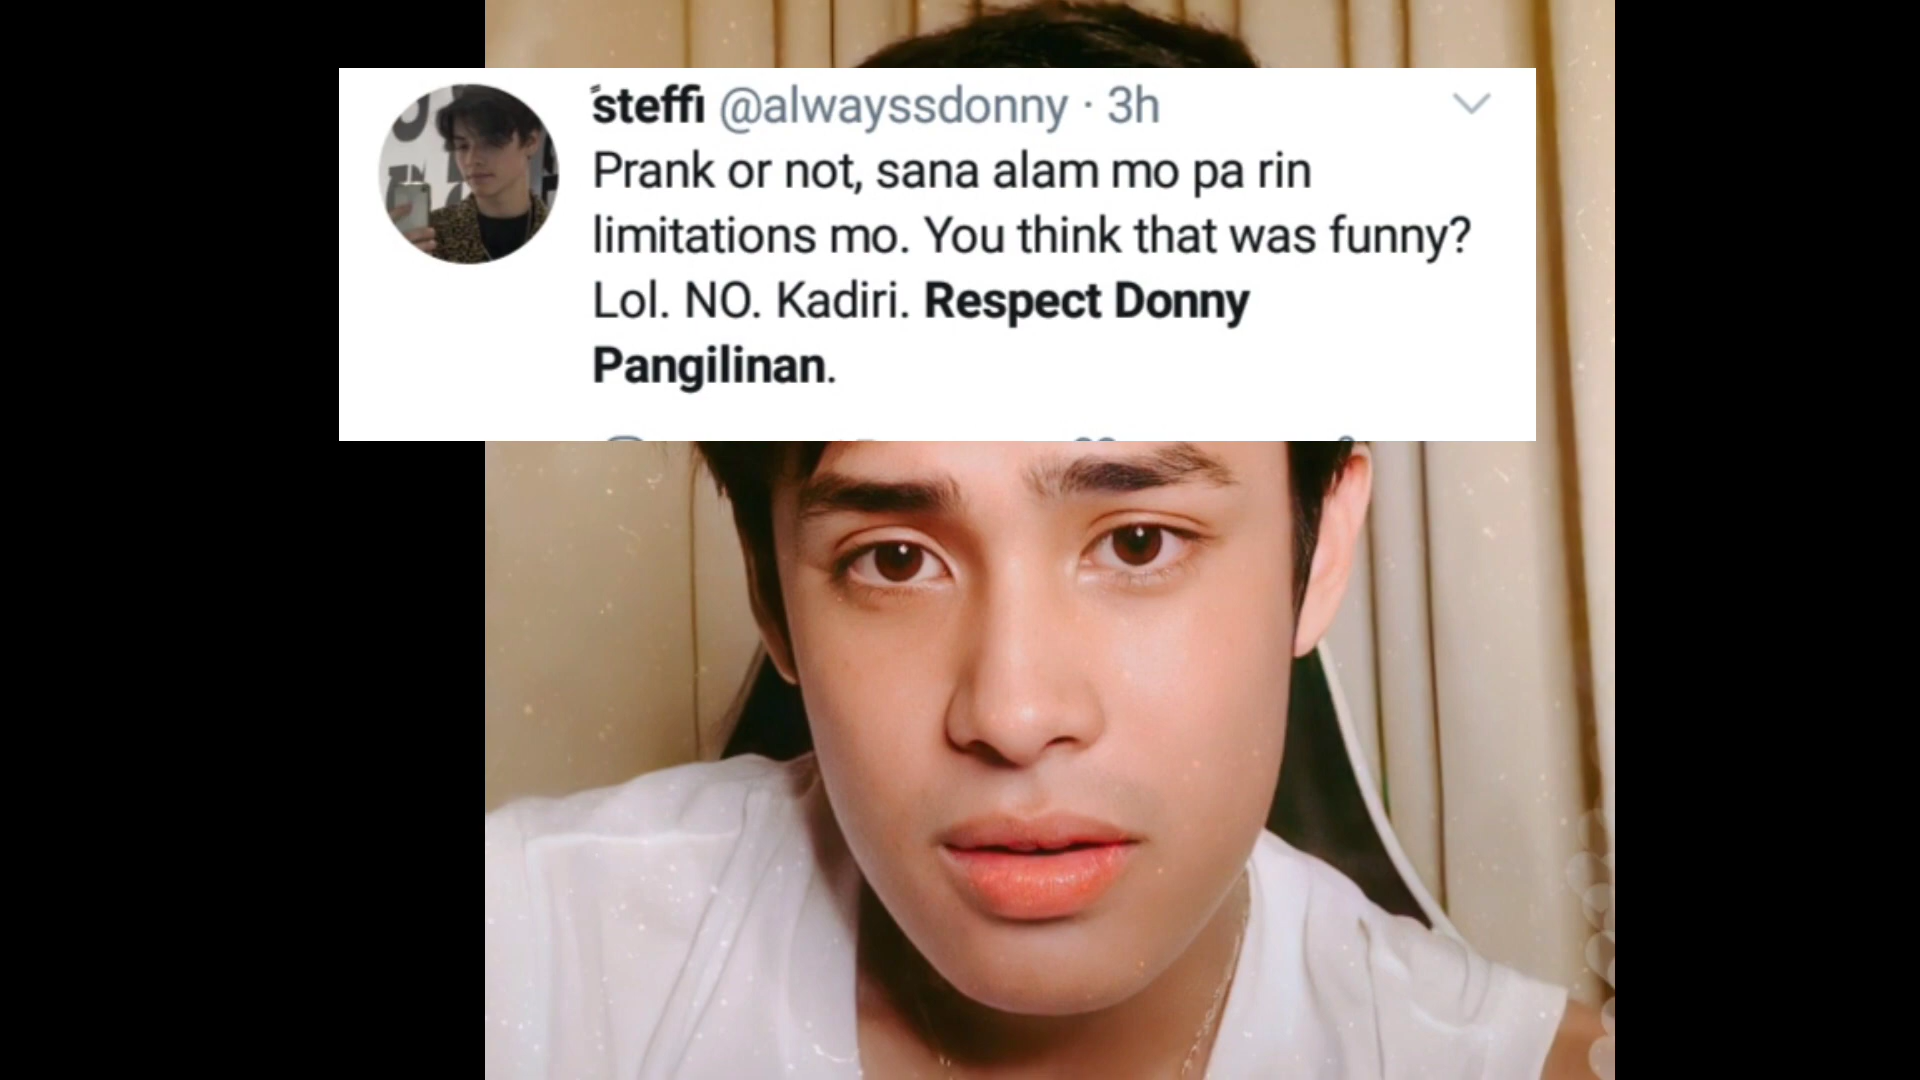 steffi @alwayssdonny · 3h
Prank or not, sana alam mo pa rin
limitations mo. You think that was funny?
Lol. NO. Kadiri. Respect Donny
Pangilinan.